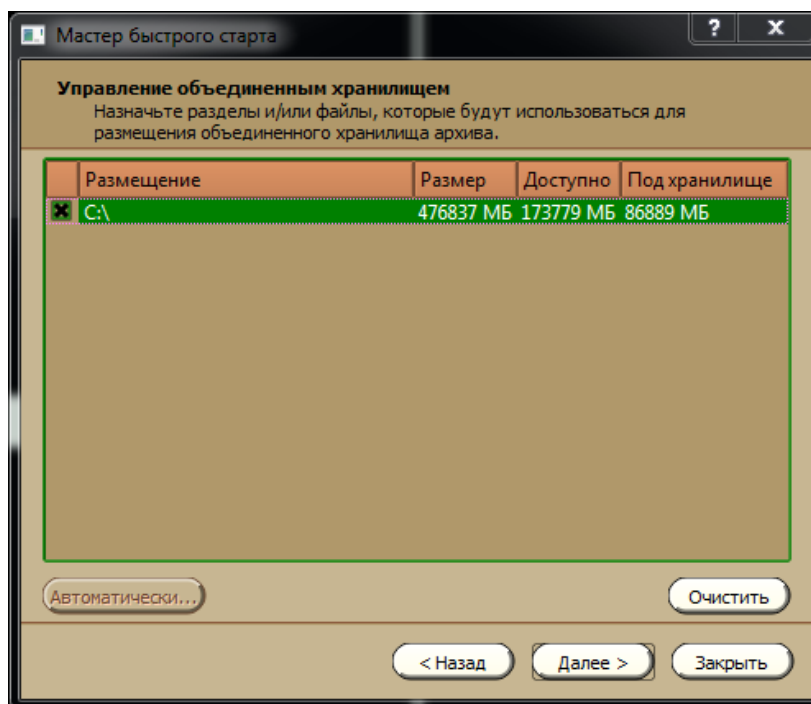 Мастер быстрого старта
?
x
Управление объединенным хранилищем
Назначьте разделы и/или файлы, которые будут использоваться для
размещения объединенного хранилища архива.
Размещение Размер Доступно Под хранилище
C:\ 476837 МБ 173779 МБ 86889 МБ
Автоматически...
Очистить
< Назад Далее > Закрыть